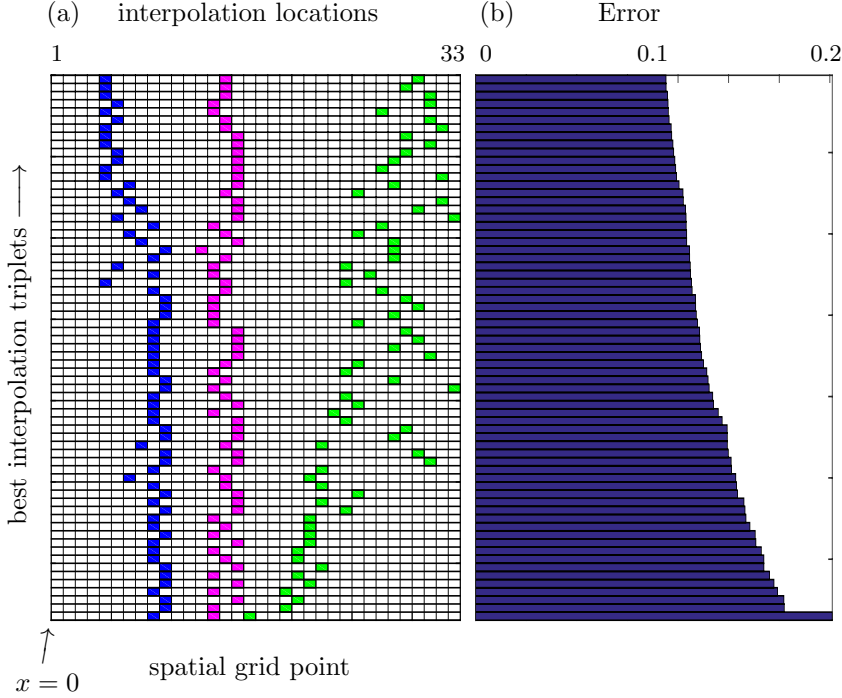 (a) interpolation locations
(b) Error
1 33
0 0.1 0.2
best interpolation triplets ⟶
spatial grid point
x = 0